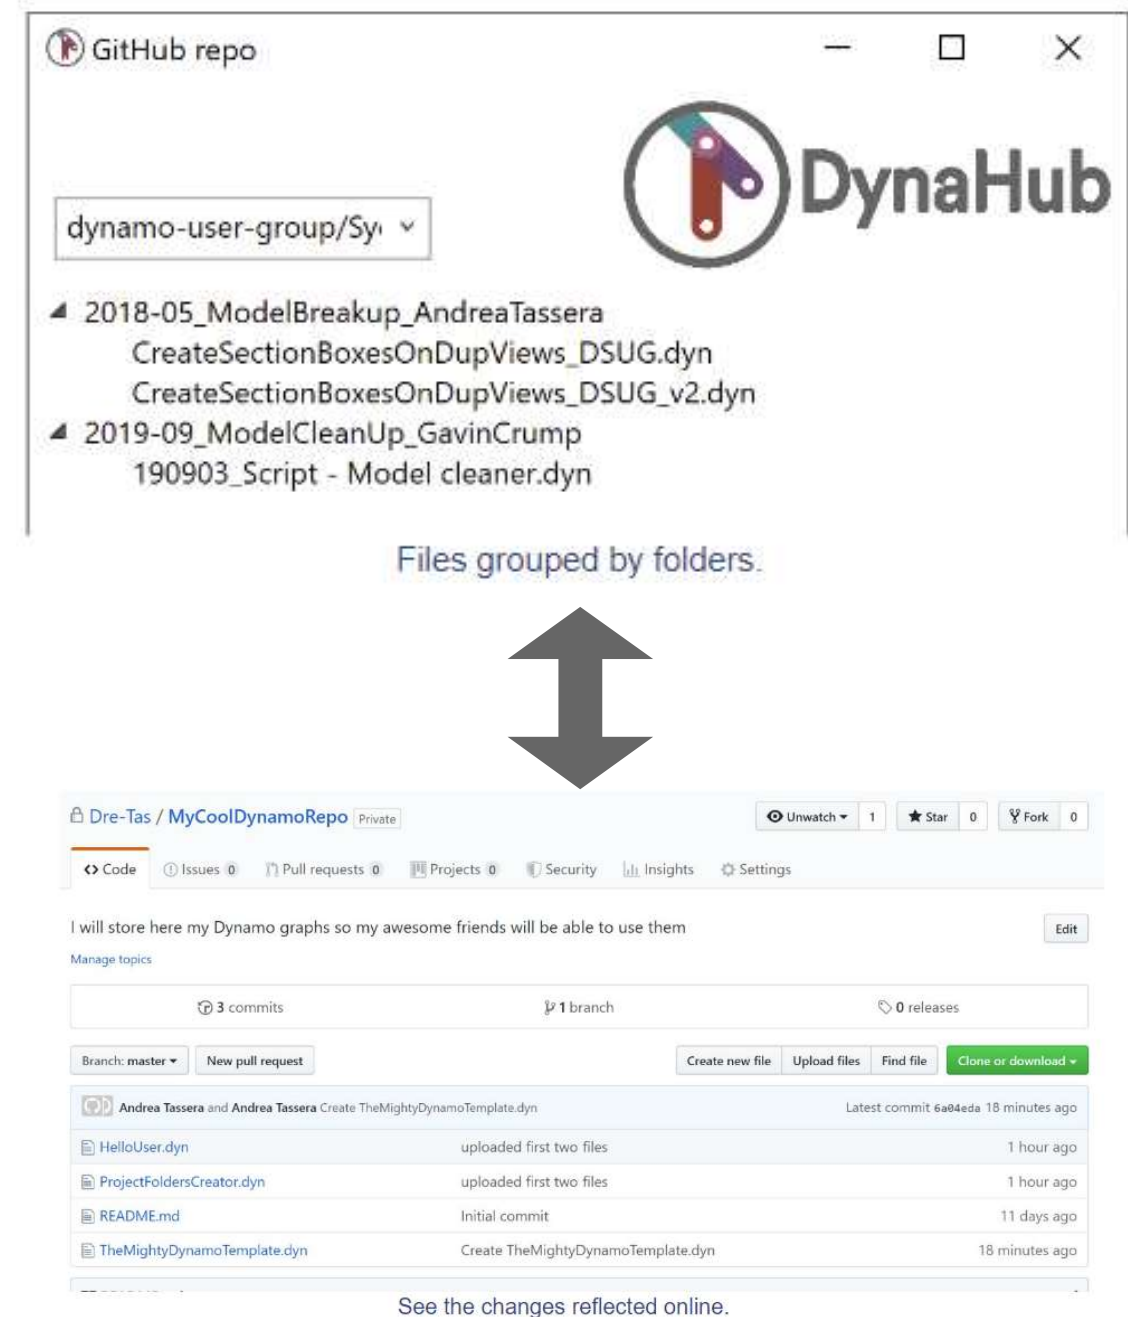 GitHub repo
DynaHub
dynamo-user-group/Sy
2018-05_ModelBreakup_AndreaTassera
CreateSectionBoxesOnDupViews_DSUG.dyn
CreateSectionBoxesOnDupViews_DSUG_v2.dyn
2019-09_ModelCleanUp_GavinCrump
190903_Script - Model cleaner.dyn
Files grouped by folders.
Dre-Tas / MyCoolDynamoRepo Private Unwatch 1 Star 0 Fork 0
Code Issues 0 Pull requests 0 Projects 0 Security Insights Settings
I will store here my Dynamo graphs so my awesome friends will be able to use them Edit
Manage topics
3 commits 1 branch 0 releases
Branch: master New pull request Create new file Upload files Find file Clone or download
Andrea Tassera and Andrea Tassera Create TheMightyDynamoTemplate.dyn Latest commit 6a04eda 18 minutes ago
HelloUser.dyn uploaded first two files 1 hour ago
ProjectFoldersCreator.dyn uploaded first two files 1 hour ago
README.md Initial commit 11 days ago
TheMightyDynamoTemplate.dyn Create TheMightyDynamoTemplate.dyn 18 minutes ago
See the changes reflected online.